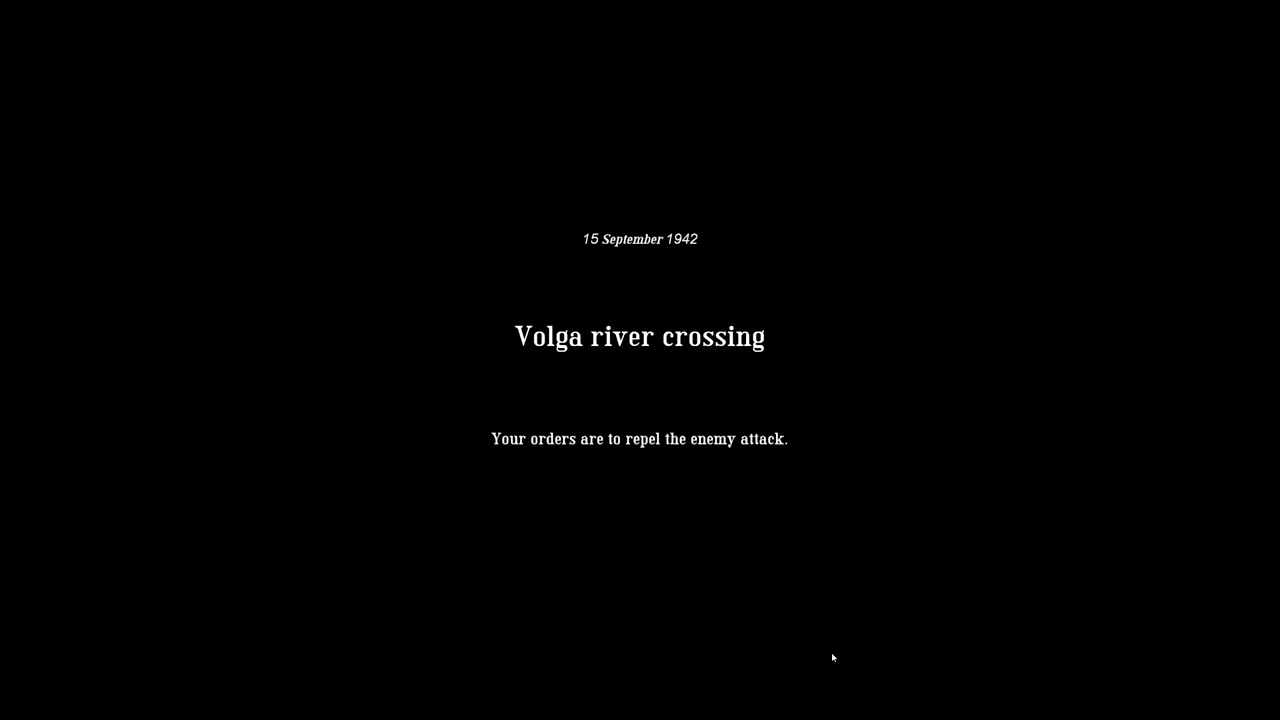 15 September 1942
Volga river crossing
Your orders are to repel the enemy attack.